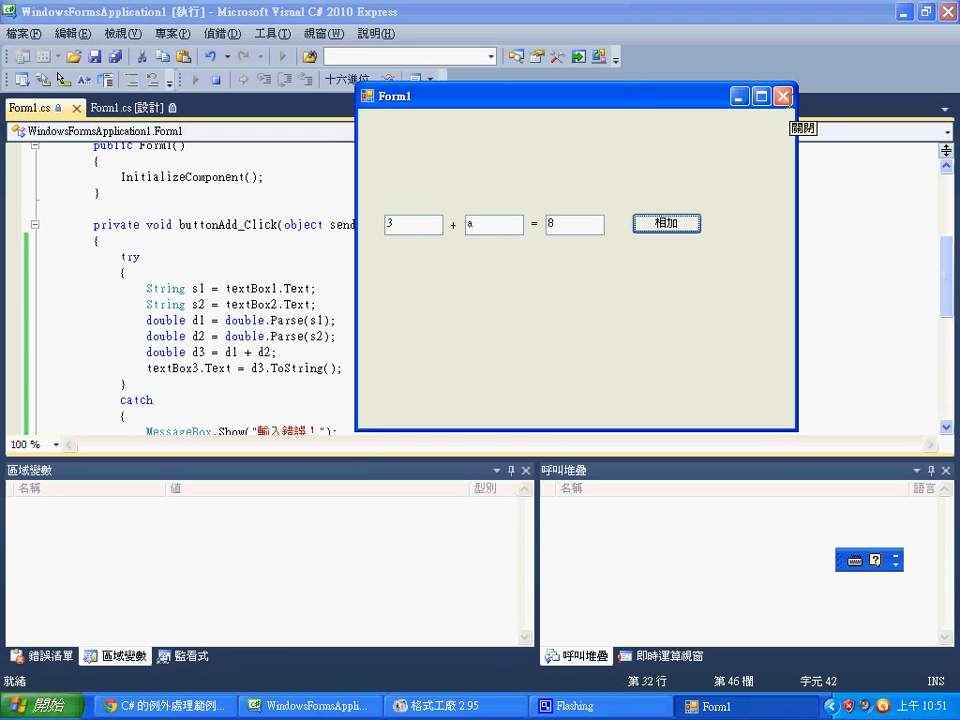 WindowsFormsApplication1 [執行] - Microsoft Visual C# 2010 Express
檔案(F) 編輯(E) 檢視(V) 專案(P) 偵錯(D) 工具(T) 視窗(W) 說明(H)
十六進位
Form1.cs Form1.cs [設計]
WindowsFormsApplication1.Form1
public Form1()
{
InitializeComponent();
}
private void buttonAdd_Click(object send
{
try
{
String s1 = textBox1.Text;
String s2 = textBox2.Text;
double d1 = double.Parse(s1);
double d2 = double.Parse(s2);
double d3 = d1 + d2;
textBox3.Text = d3.ToString();
}
catch
{
MessageBox.Show("輸入錯誤！");
Form1
關閉
3 + a = 8 相加
100 %
區域變數
名稱 值 型別
呼叫堆疊
名稱 語言
錯誤清單 區域變數 監看式
呼叫堆疊 即時運算視窗
就緒 第 32 行 第 46 欄 字元 42 INS
開始 C# 的例外處理範例... WindowsFormsAppli... 格式工廠 2.95 Flashing Form1 上午 10:51